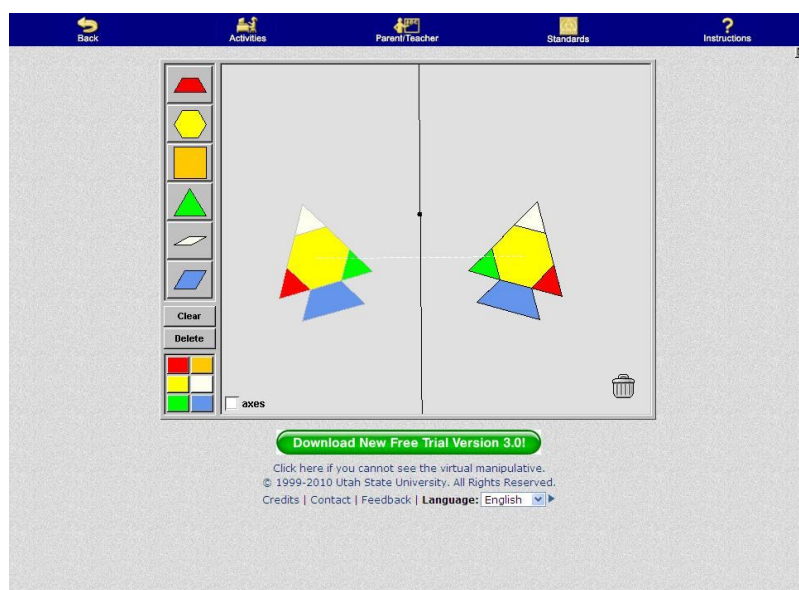 Back Activities Parent/Teacher Standards Instructions
Clear
Delete
axes
Download New Free Trial Version 3.0!
Click here if you cannot see the virtual manipulative.
© 1999-2010 Utah State University. All Rights Reserved.
Credits | Contact | Feedback | Language: English